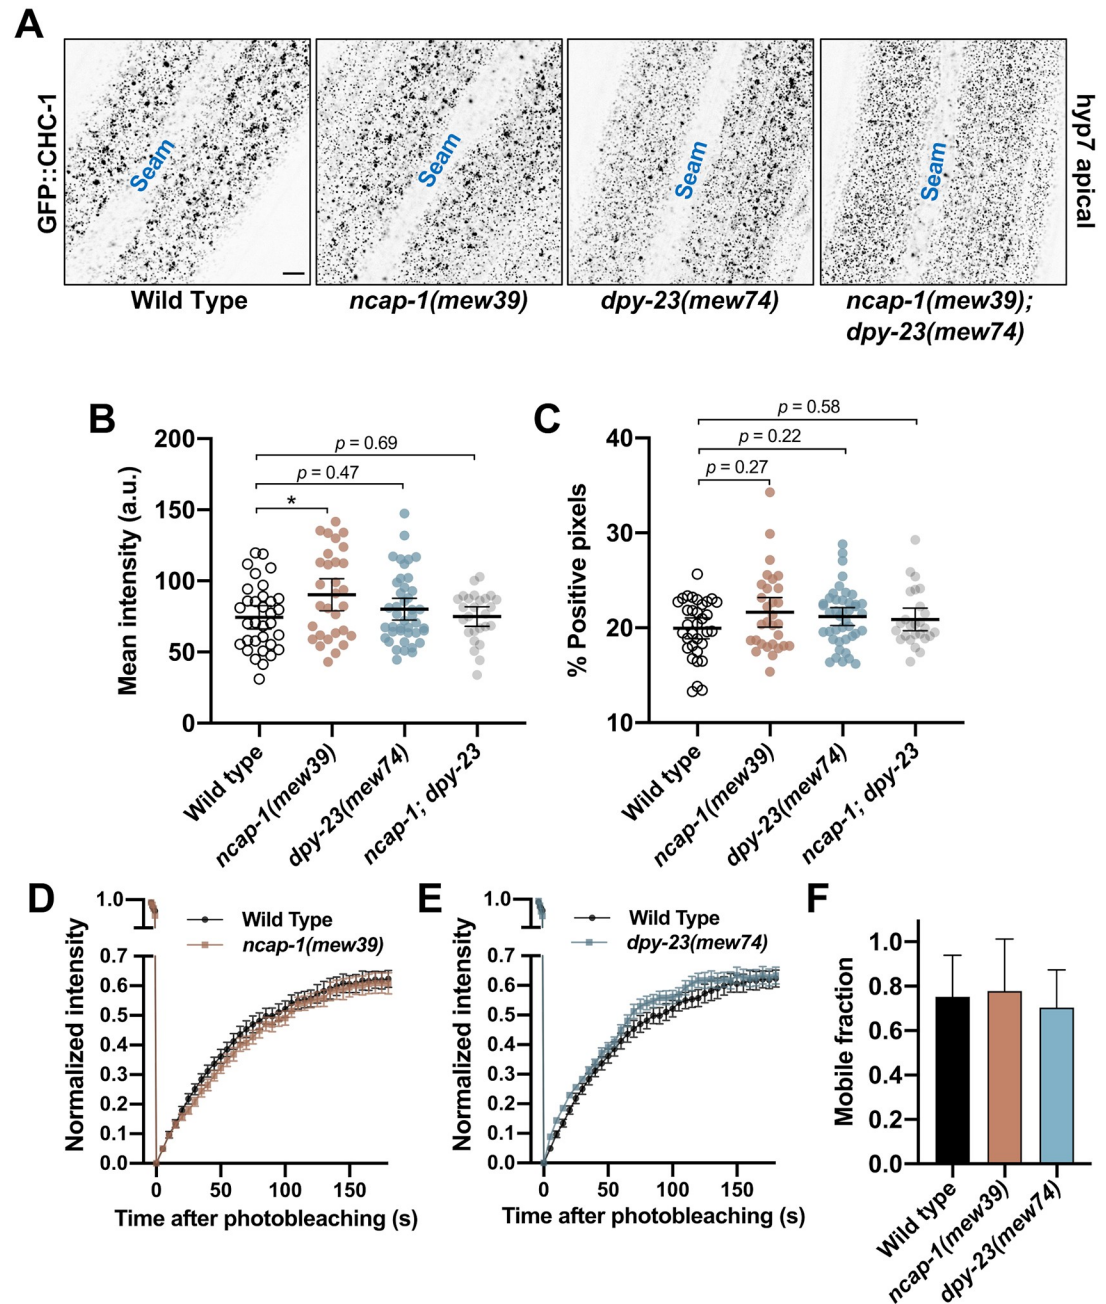 A
GFP::CHC-1
Seam
Seam
Seam
Seam
hyp7 apical
Wild Type
ncap-1(mew39)
dpy-23(mew74)
ncap-1(mew39);
dpy-23(mew74)
B
Mean intensity (a.u.)
200
150
100
50
0
p = 0.69
p = 0.47
*
Wild type
ncap-1(mew39)
dpy-23(mew74)
ncap-1; dpy-23
C
% Positive pixels
40
30
20
10
p = 0.58
p = 0.22
p = 0.27
Wild type
ncap-1(mew39)
dpy-23(mew74)
ncap-1; dpy-23
D
Normalized intensity
1.0
0.7
0.6
0.5
0.4
0.3
0.2
0.1
0.0
Wild Type
ncap-1(mew39)
0
50
100
150
Time after photobleaching (s)
E
Normalized intensity
1.0
0.7
0.6
0.5
0.4
0.3
0.2
0.1
0.0
Wild Type
dpy-23(mew74)
0
50
100
150
Time after photobleaching (s)
F
Mobile fraction
1.0
0.8
0.6
0.4
0.2
0.0
Wild type
ncap-1(mew39)
dpy-23(mew74)